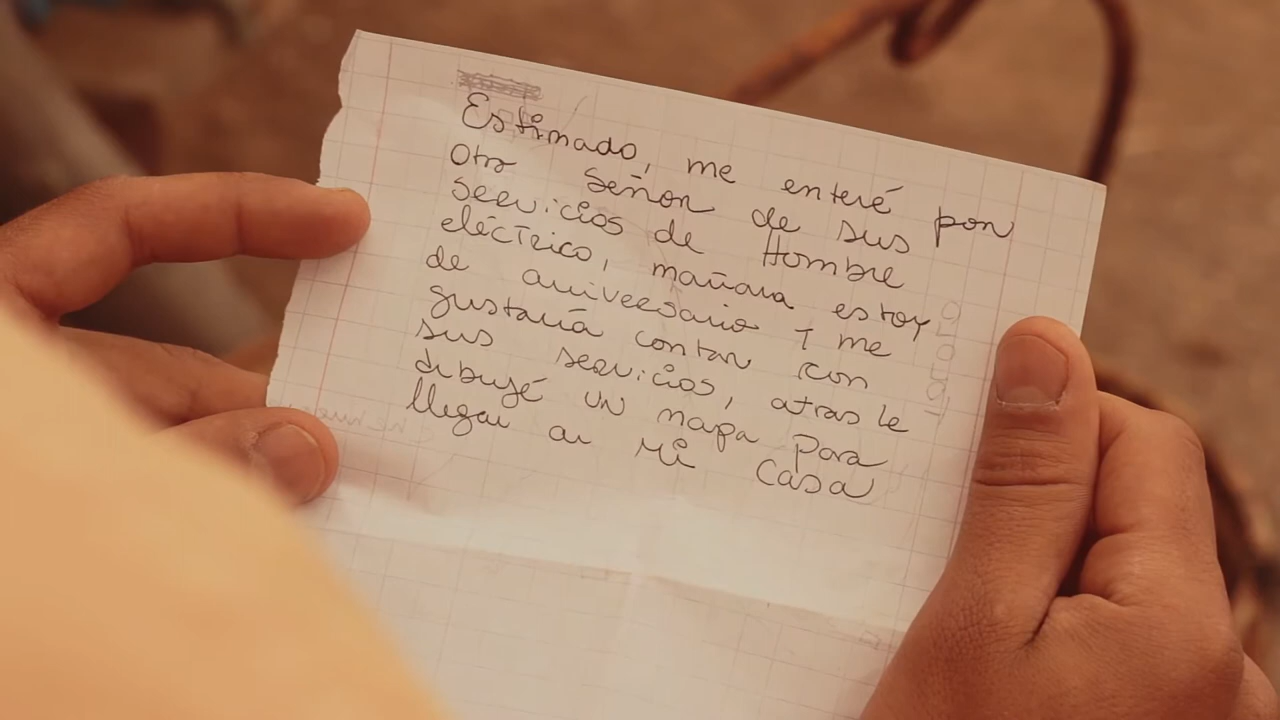 Estimado, me enteré por
Otro Señor de sus
servicios de Hombre
eléctrico, mañana estoy
de aniversario y me
gustaría contar con
sus servicios, atras le
dibujé un mapa para
llegar a mi casa